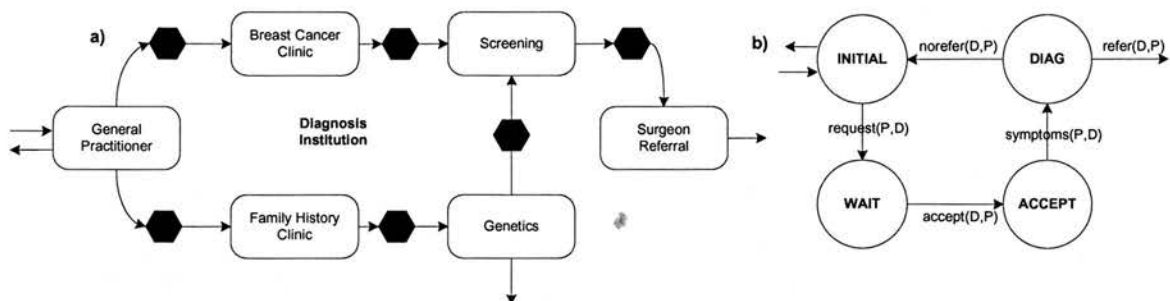 a)
Breast Cancer
Clinic
Screening
General
Practitioner
Diagnosis
Institution
Surgeon
Referral
Family History
Clinic
Genetics
b)
INITIAL
norefer(D,P)
DIAG
refer(D,P)
request(P,D)
symptoms(P,D)
WAIT
accept(D,P)
ACCEPT